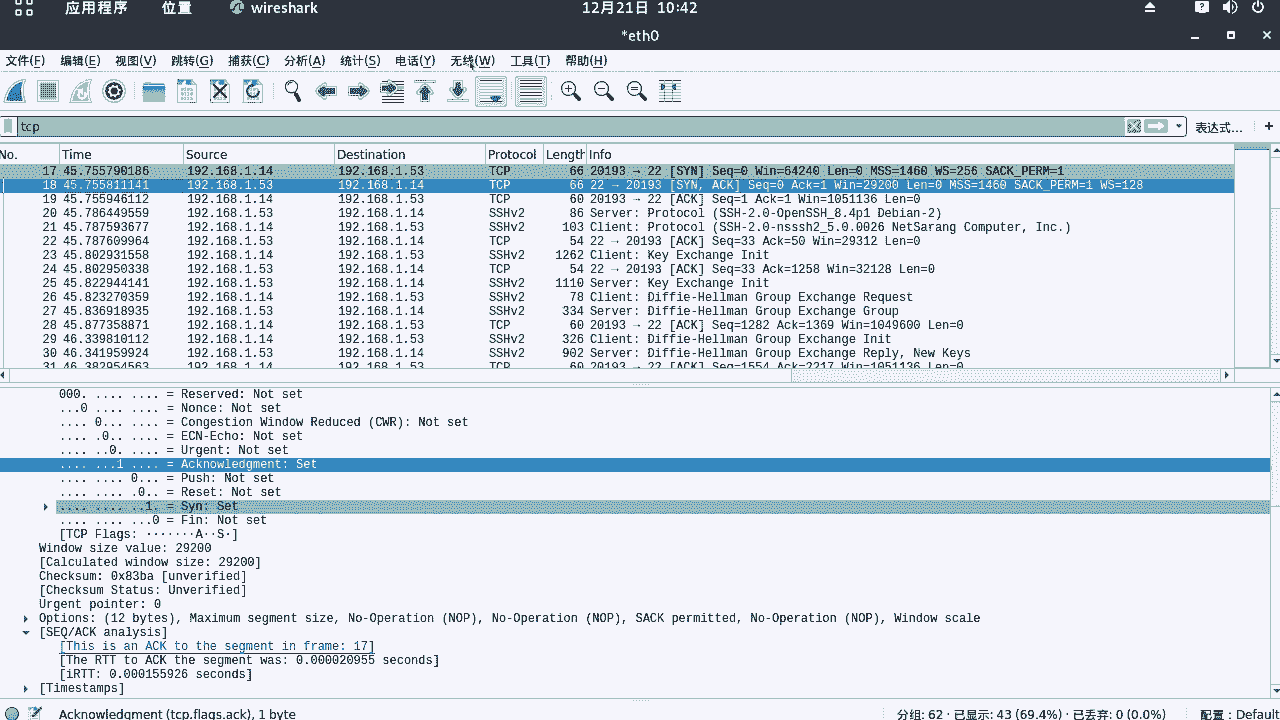 应用程序 位置 wireshark 12月21日 10:42
*eth0
文件(F) 编辑(E) 视图(V) 跳转(G) 捕获(C) 分析(A) 统计(S) 电话(Y) 无线(W) 工具(T) 帮助(H)
tcp 表达式… +
No. Time Source Destination Protocol Length Info
17 45.755790186 192.168.1.14 192.168.1.53 TCP 66 20193 → 22 [SYN] Seq=0 Win=64240 Len=0 MSS=1460 WS=256 SACK_PERM=1
18 45.755811141 192.168.1.53 192.168.1.14 TCP 66 22 → 20193 [SYN, ACK] Seq=0 Ack=1 Win=29200 Len=0 MSS=1460 SACK_PERM=1 WS=128
19 45.755946112 192.168.1.14 192.168.1.53 TCP 60 20193 → 22 [ACK] Seq=1 Ack=1 Win=1051136 Len=0
20 45.786449559 192.168.1.53 192.168.1.14 SSHv2 86 Server: Protocol (SSH-2.0-OpenSSH_8.4p1 Debian-2)
21 45.787593677 192.168.1.14 192.168.1.53 SSHv2 103 Client: Protocol (SSH-2.0-nsssh2_5.0.0026 NetSarang Computer, Inc.)
22 45.787609964 192.168.1.53 192.168.1.14 TCP 54 22 → 20193 [ACK] Seq=33 Ack=50 Win=29312 Len=0
23 45.802931558 192.168.1.14 192.168.1.53 SSHv2 1262 Client: Key Exchange Init
24 45.802950338 192.168.1.53 192.168.1.14 TCP 54 22 → 20193 [ACK] Seq=33 Ack=1258 Win=32128 Len=0
25 45.822944141 192.168.1.53 192.168.1.14 SSHv2 1110 Server: Key Exchange Init
26 45.823270359 192.168.1.14 192.168.1.53 SSHv2 78 Client: Diffie-Hellman Group Exchange Request
27 45.836918935 192.168.1.53 192.168.1.14 SSHv2 334 Server: Diffie-Hellman Group Exchange Group
28 45.877358871 192.168.1.14 192.168.1.53 TCP 60 20193 → 22 [ACK] Seq=1282 Ack=1369 Win=1049600 Len=0
29 46.339810112 192.168.1.14 192.168.1.53 SSHv2 326 Client: Diffie-Hellman Group Exchange Init
30 46.341959924 192.168.1.53 192.168.1.14 SSHv2 902 Server: Diffie-Hellman Group Exchange Reply, New Keys
31 46.382954563 192.168.1.14 192.168.1.53 TCP 60 20193 → 22 [ACK] Seq=1554 Ack=2217 Win=1051136 Len=0
000. .... .... = Reserved: Not set
...0 .... .... = Nonce: Not set
.... 0... .... = Congestion Window Reduced (CWR): Not set
.... .0.. .... = ECN-Echo: Not set
.... ..0. .... = Urgent: Not set
.... ...1 .... = Acknowledgment: Set
.... .... 0... = Push: Not set
.... .... .0.. = Reset: Not set
.... .... ..1. = Syn: Set
.... .... ...0 = Fin: Not set
[TCP Flags: ·······A··S·]
Window size value: 29200
[Calculated window size: 29200]
Checksum: 0x83ba [unverified]
[Checksum Status: Unverified]
Urgent pointer: 0
Options: (12 bytes), Maximum segment size, No-Operation (NOP), No-Operation (NOP), SACK permitted, No-Operation (NOP), Window scale
[SEQ/ACK analysis]
[This is an ACK to the segment in frame: 17]
[The RTT to ACK the segment was: 0.000020955 seconds]
[iRTT: 0.000155926 seconds]
[Timestamps]
Acknowledgment (tcp.flags.ack), 1 byte 分组: 62 · 已显示: 43 (69.4%) · 已丢弃: 0 (0.0%) 配置: Default